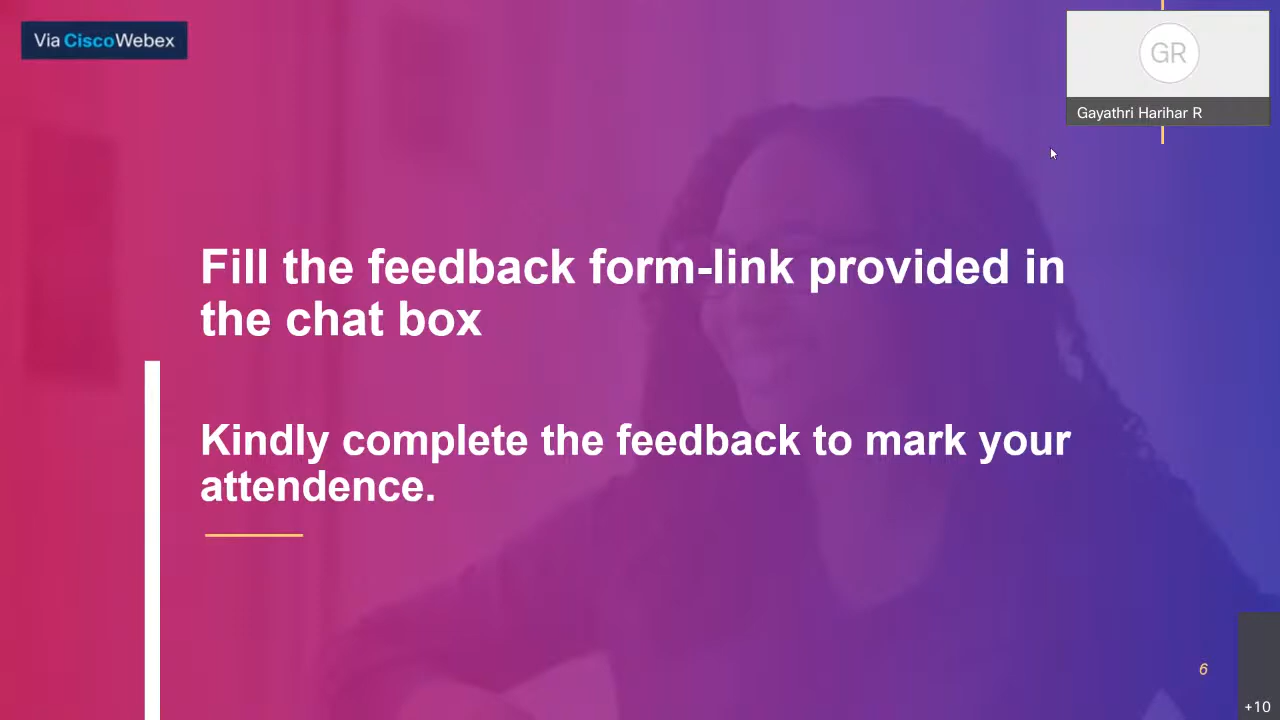 Via CiscoWebex
GR
Gayathri Harihar R
Fill the feedback form-link provided in
the chat box
Kindly complete the feedback to mark your
attendence.
6
+10